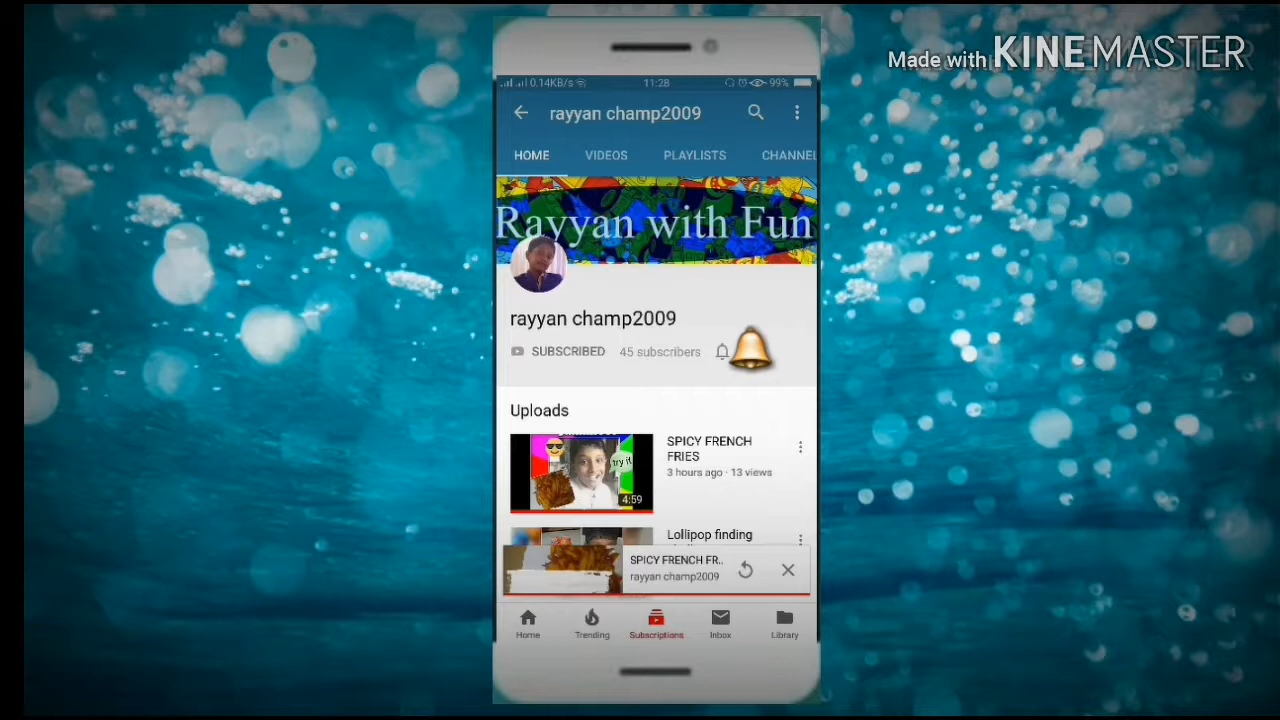 Made with KINEMASTER
0.14KB/s 11:28 99%
rayyan champ2009
HOME VIDEOS PLAYLISTS CHANNEL
Rayyan with Fun
rayyan champ2009
SUBSCRIBED 45 subscribers
Uploads
try it
4:59
SPICY FRENCH
FRIES
3 hours ago · 13 views
Lollipop finding
SPICY FRENCH FR..
rayyan champ2009
Home Trending Subscriptions Inbox Library